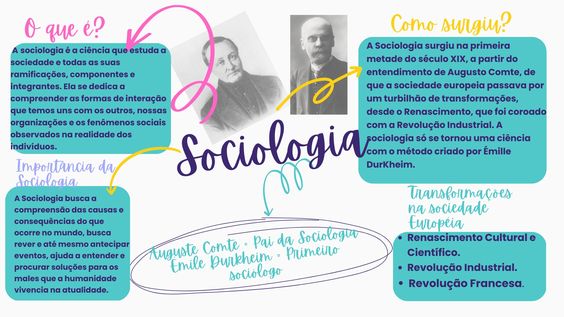 O que é?
A sociologia é a ciência que estuda a
sociedade e todas as suas
ramificações, componentes e
integrantes. Ela se dedica a
compreender as formas de interação
que temos uns com os outros, nossas
organizações e os fenômenos sociais
observados na realidade dos
indivíduos.
Como surgiu?
A Sociologia surgiu na primeira
metade do século XIX, a partir do
entendimento de Augusto Comte, de
que a sociedade europeia passava por
um turbilhão de transformações,
desde o Renascimento, que foi coroado
com a Revolução Industrial. A
sociologia só se tornou uma ciência
com o método criado por Émille
DurKheim.
Sociologia
Importância da
Sociologia
A Sociologia busca a
compreensão das causas e
consequências do que
ocorre no mundo, busca
rever e até mesmo antecipar
eventos, ajuda a entender e
procurar soluções para os
males que a humanidade
vivencia na atualidade.
Auguste Comte = Pai da Sociologia
Émile Durkheim = Primeiro
sociologo
Transformações
na sociedade
Européia
• Renascimento Cultural e
Científico.
• Revolução Industrial.
• Revolução Francesa.